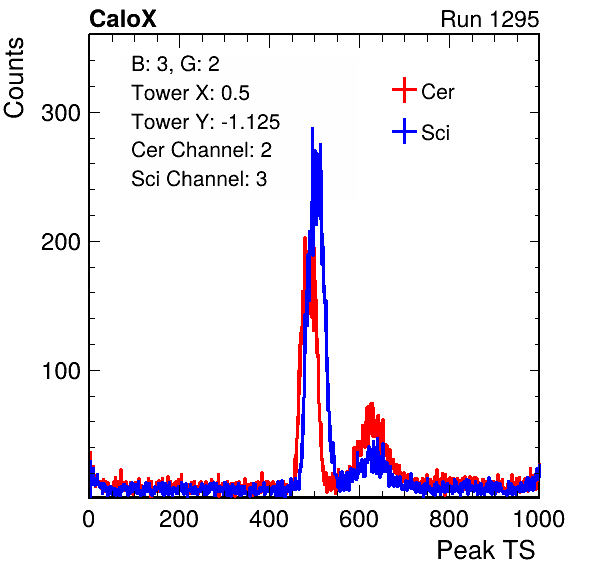 CaloX Run 1295
Counts
B: 3, G: 2
Tower X: 0.5
Tower Y: -1.125
Cer Channel: 2
Sci Channel: 3
Cer
Sci
300
200
100
0 200 400 600 800 1000
Peak TS